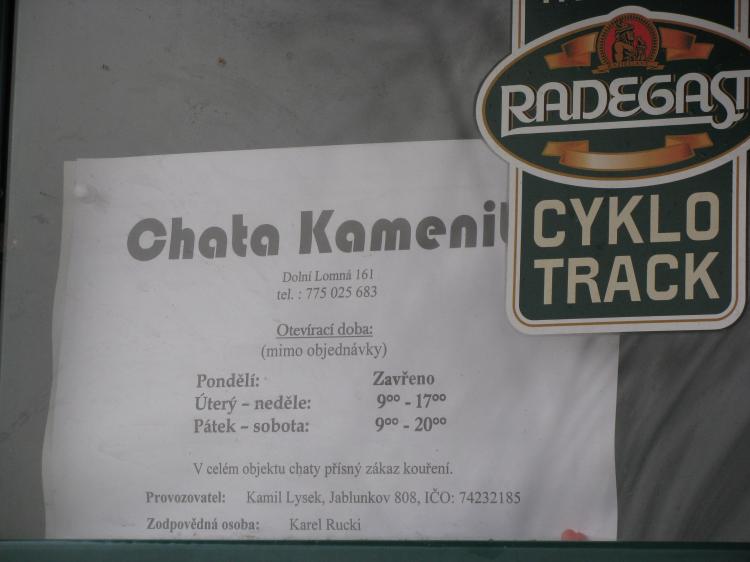 RADEGAST
CYKLO
TRACK
Chata
Dolní Lomná 161
tel. : 775 025 683
Otevírací doba:
(mimo objednávky)
Pondělí: Zavřeno
Úterý – neděle: 9⁰⁰ - 17⁰⁰
Pátek – sobota: 9⁰⁰ - 20⁰⁰
V celém objektu chaty přísný zákaz kouření.
Provozovatel: Kamil Lysek, Jablunkov 808, IČO: 74232185
Zodpovědná osoba: Karel Rucki